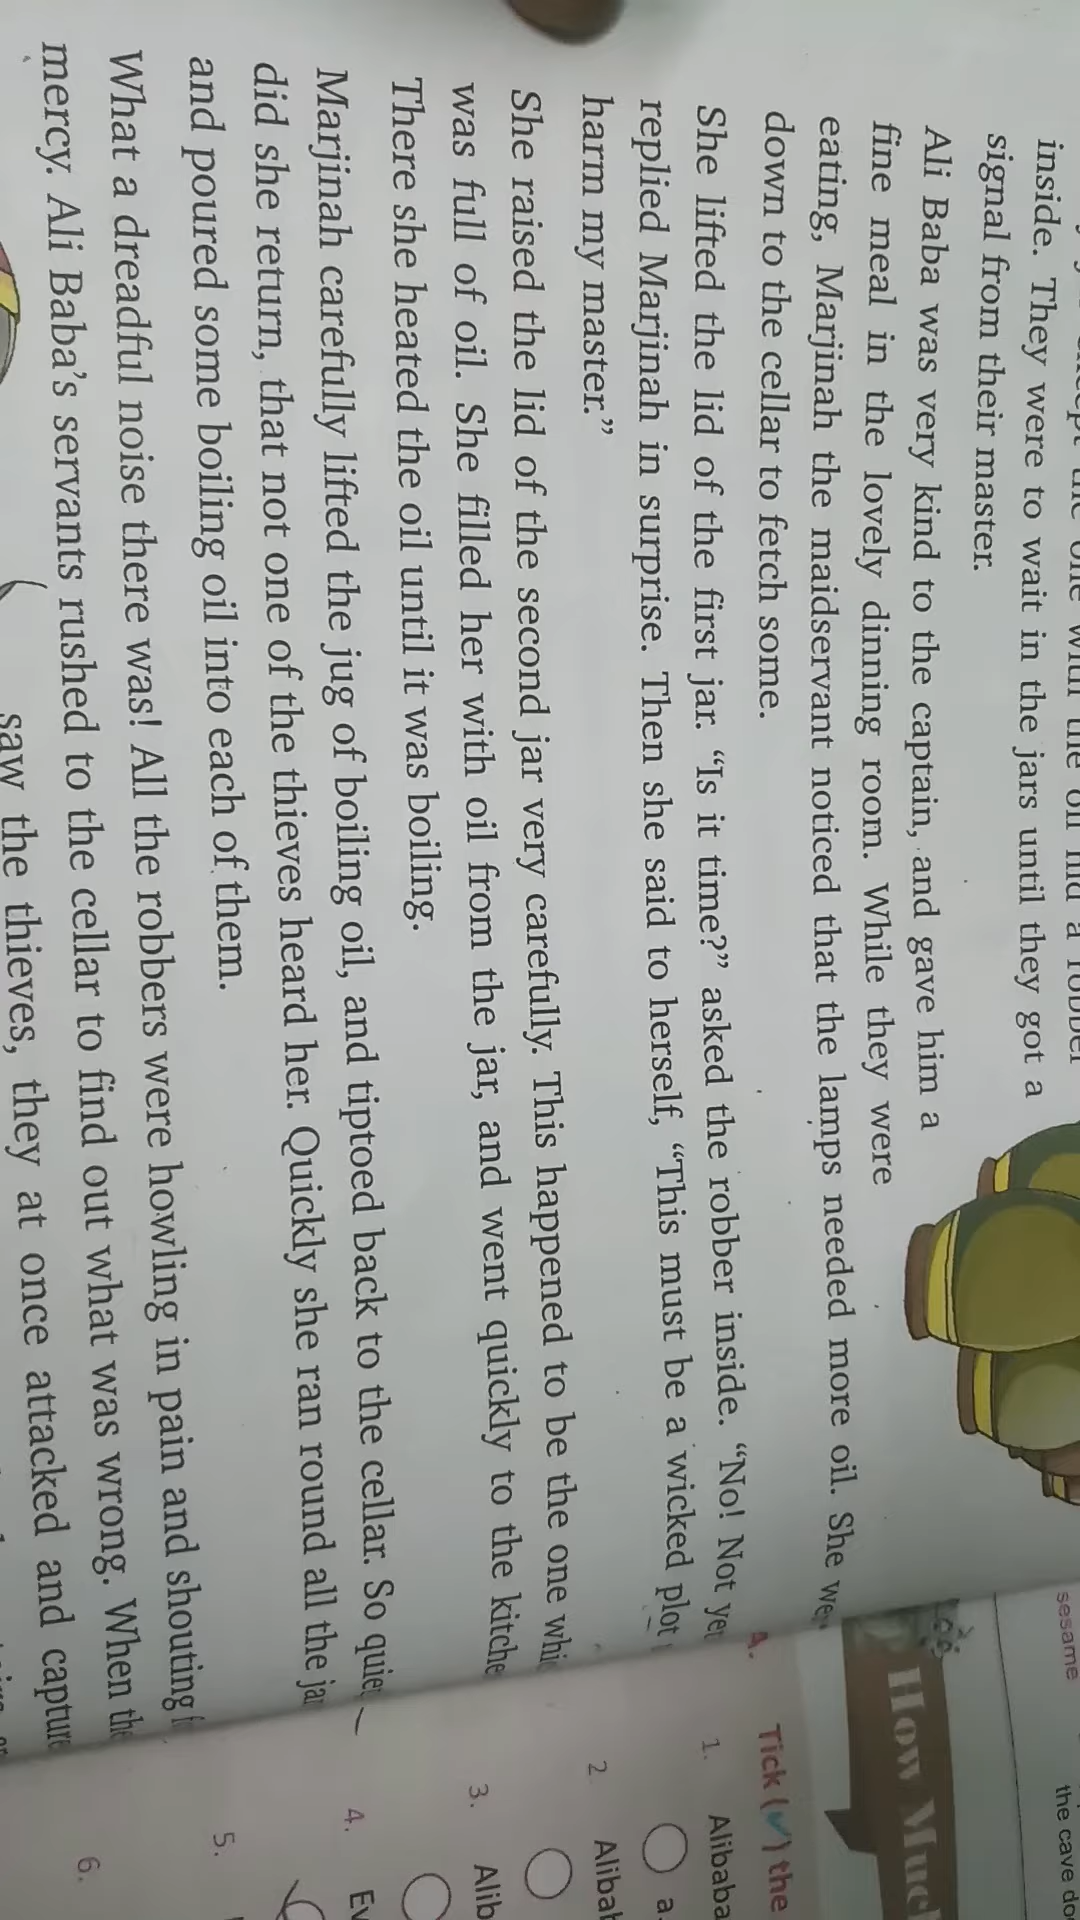 inside. They were to wait in the jars until they got a
signal from their master.
Ali Baba was very kind to the captain, and gave him a
fine meal in the lovely dinning room. While they were
eating, Marjinah the maidservant noticed that the lamps needed more oil. She
down to the cellar to fetch some.
She lifted the lid of the first jar. “Is it time?” asked the robber inside. “No! Not
replied Marjinah in surprise. Then she said to herself, “This must be a wicked plot
harm my master.”
She raised the lid of the second jar very carefully. This happened to be the one
was full of oil. She filled her with oil from the jar, and went quickly to the
There she heated the oil until it was boiling.
Marjinah carefully lifted the jug of boiling oil, and tiptoed back to the cellar. So
did she return, that not one of the thieves heard her. Quickly she ran round all the
and poured some boiling oil into each of them.
What a dreadful noise there was! All the robbers were howling in pain and shouting
mercy. Ali Baba’s servants rushed to the cellar to find out what was wrong. When
saw the thieves, they at once attacked and
sesame
the cave
How
A. Tick (✓) the
1. Alibaba
a.
2.
3.
4.
5.
6.